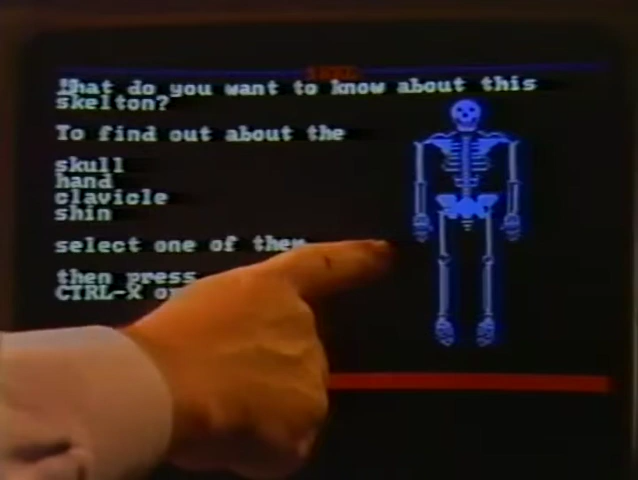 What do you want to know about this
skelton?
To find out about the
skull
hand
clavicle
shin
select one of them
then press
CTRL-X or